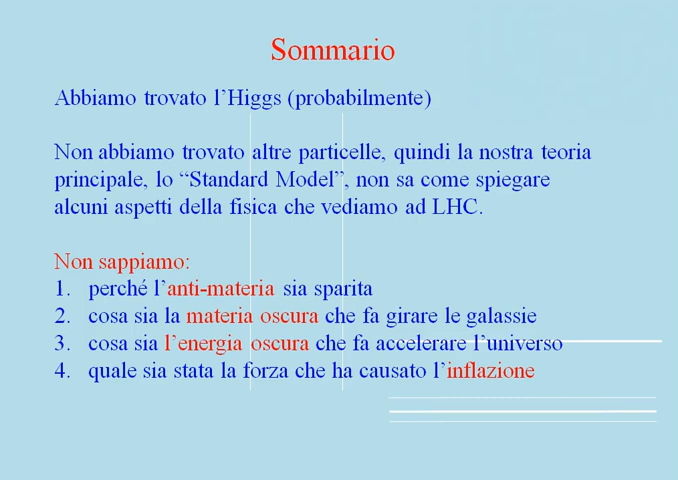 Sommario
Abbiamo trovato l’Higgs (probabilmente)
Non abbiamo trovato altre particelle, quindi la nostra teoria
principale, lo “Standard Model”, non sa come spiegare
alcuni aspetti della fisica che vediamo ad LHC.
Non sappiamo:
1. perché l’anti-materia sia sparita
2. cosa sia la materia oscura che fa girare le galassie
3. cosa sia l’energia oscura che fa accelerare l’universo
4. quale sia stata la forza che ha causato l’inflazione